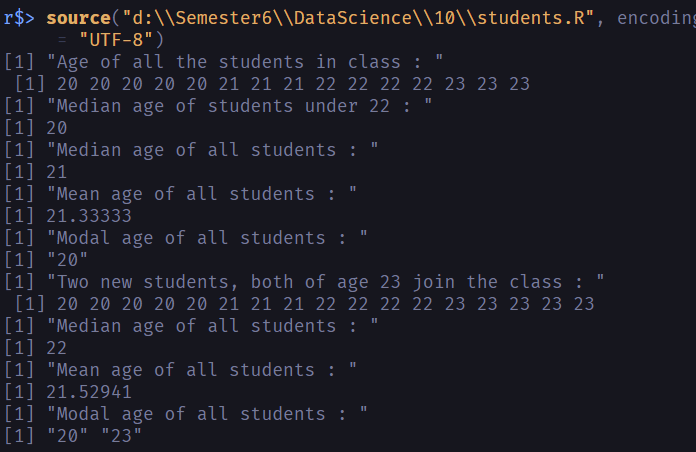 r$> source("d:\\Semester6\\DataScience\\10\\students.R", encoding
= "UTF-8")
[1] "Age of all the students in class : "
[1] 20 20 20 20 20 21 21 21 22 22 22 22 23 23 23
[1] "Median age of students under 22 : "
[1] 20
[1] "Median age of all students : "
[1] 21
[1] "Mean age of all students : "
[1] 21.33333
[1] "Modal age of all students : "
[1] "20"
[1] "Two new students, both of age 23 join the class : "
[1] 20 20 20 20 20 21 21 21 22 22 22 22 23 23 23 23 23
[1] "Median age of all students : "
[1] 22
[1] "Mean age of all students : "
[1] 21.52941
[1] "Modal age of all students : "
[1] "20" "23"